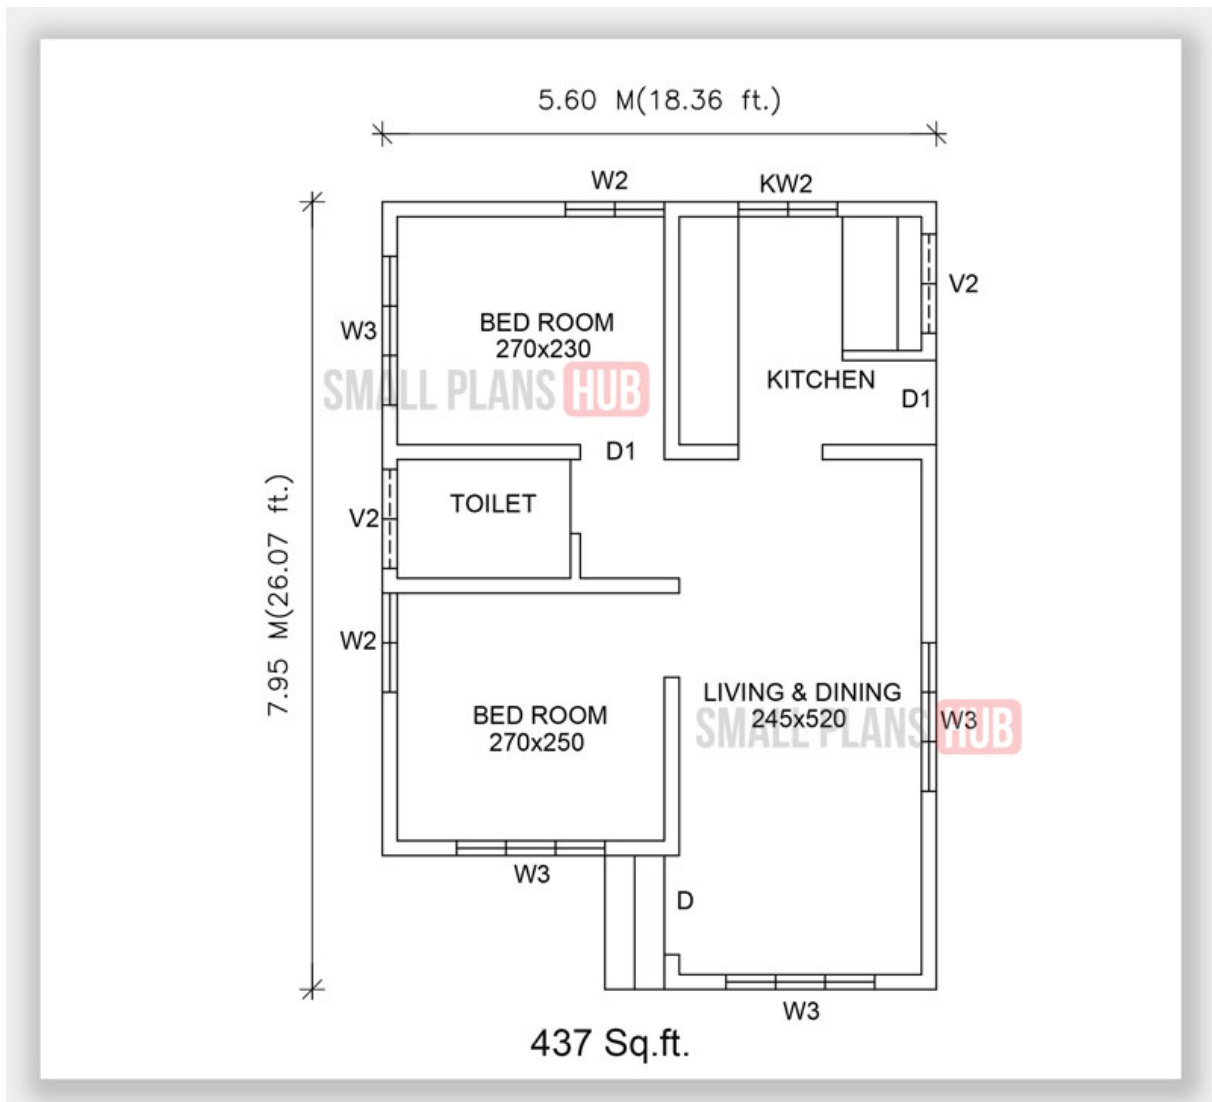 5.60 M(18.36 ft.)
W2
KW2
V2
W3
BED ROOM
270x230
SMALL PLANS HUB
KITCHEN
D1
D1
7.95 M(26.07 ft.)
TOILET
V2
W2
BED ROOM
270x250
LIVING & DINING
245x520
SMALL PLANS HUB
W3
W3
D
W3
437 Sq.ft.